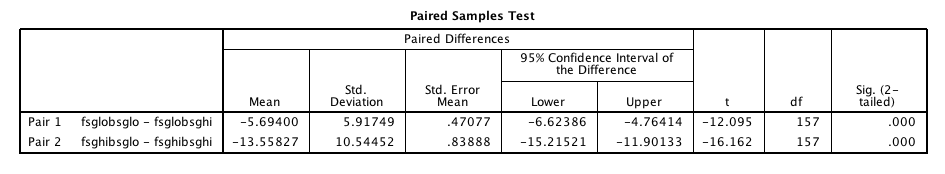 Paired Samples Test
Paired Differences
95% Confidence Interval of
the Difference
Mean Std. Deviation Std. Error Mean Lower Upper t df Sig. (2-tailed)
Pair 1 fsglobsglo – fsglobsghi −5.69400 5.91749 .47077 −6.62386 −4.76414 −12.095 157 .000
Pair 2 fsghibsglo – fsghibsghi −13.55827 10.54452 .83888 −15.21521 −11.90133 −16.162 157 .000